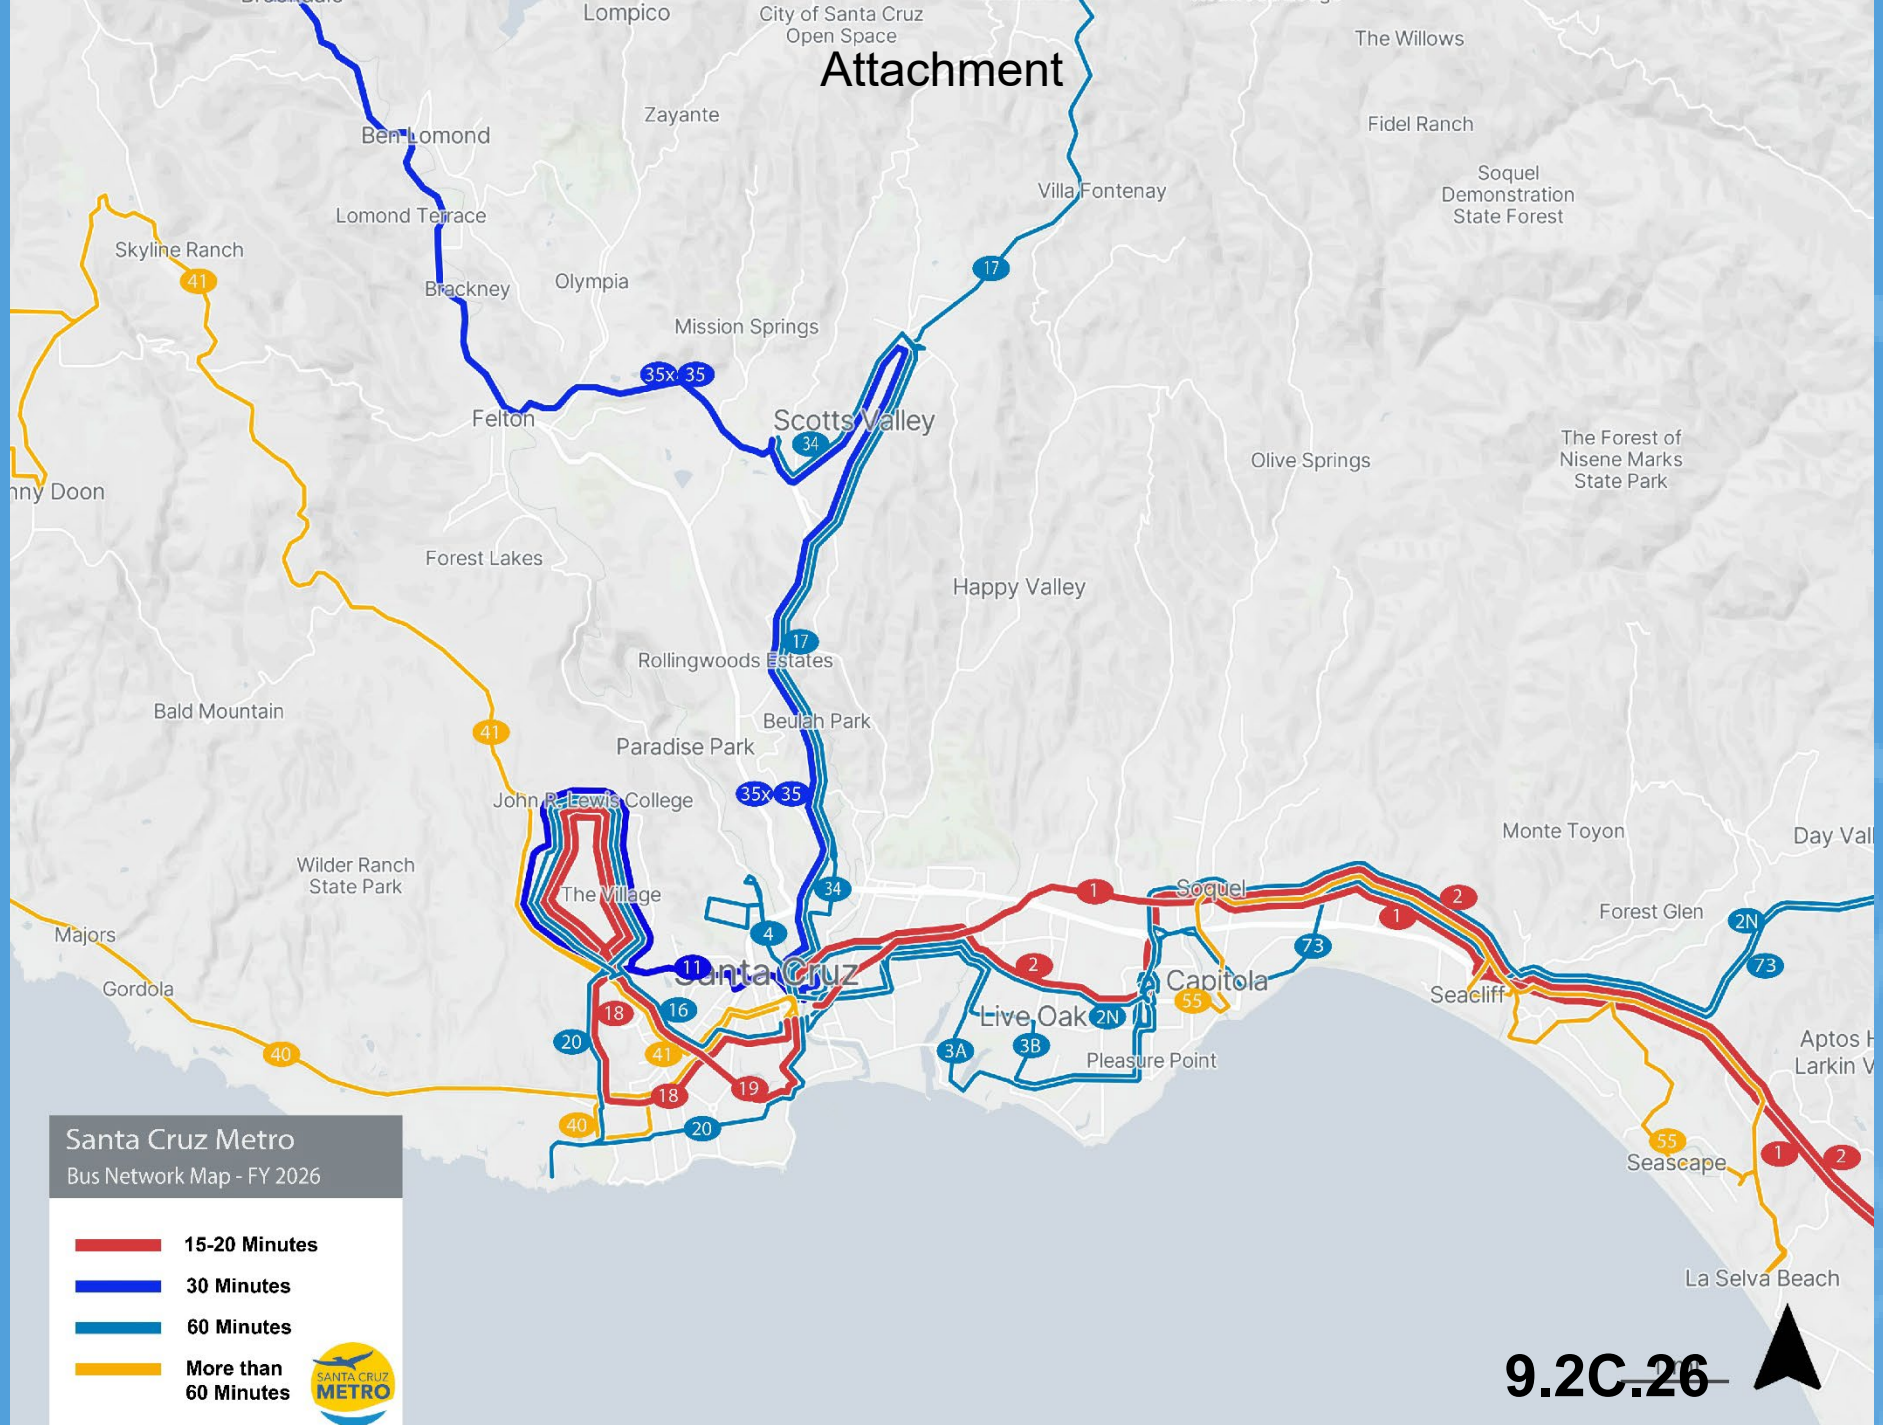 Lompico
City of Santa Cruz
Open Space
The Willows
Attachment
Zayante
Fidel Ranch
Ben Lomond
Soquel
Demonstration
State Forest
Villa Fontenay
Lomond Terrace
Skyline Ranch
41
17
Olympia
Brackney
Mission Springs
35x 35
Felton
Scotts Valley
34
The Forest of
Nisene Marks
State Park
Olive Springs
nny Doon
Forest Lakes
Happy Valley
17
Rollingwoods Estates
Bald Mountain
Beulah Park
41
Paradise Park
35x 35
John R. Lewis College
Monte Toyon
Day Vall
Wilder Ranch
State Park
The Village
34
1
Soquel
2
1
Forest Glen
2N
4
Majors
73
73
11
Santa Cruz
2
Capitola
Gordola
Seacliff
55
16
18
Live Oak
2N
20
41
3A
3B
Pleasure Point
Aptos H
Larkin V
40
19
18
40
20
55
1
2
Seascape
La Selva Beach
Santa Cruz Metro
Bus Network Map - FY 2026
15-20 Minutes
30 Minutes
60 Minutes
More than
60 Minutes
SANTA CRUZ
METRO
9.2C.26